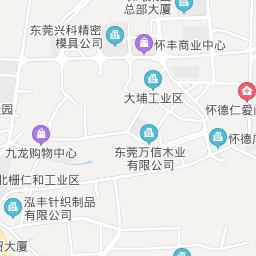 总部大厦
东莞兴科精密
模具公司
怀丰商业中心
大埔工业区
怀德仁爱
园
九龙购物中心
东莞万信木业
有限公司
怀德
北栅仁和工业区
泓丰针织制品
有限公司
贸大厦